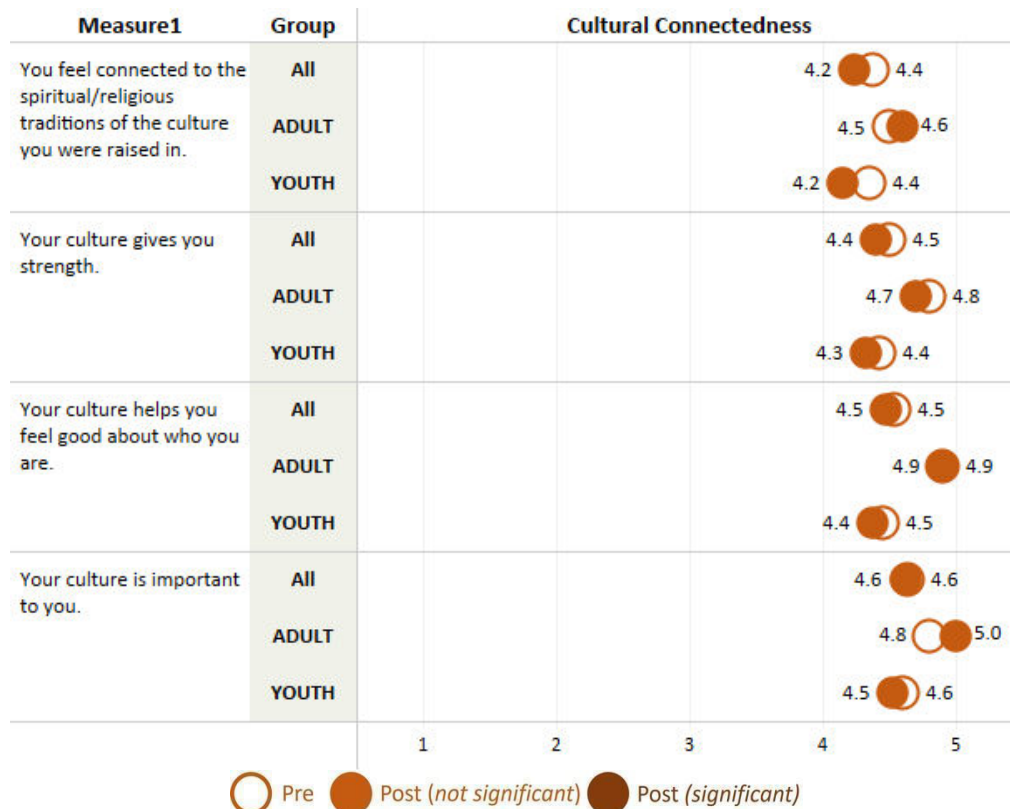 Measure1 Group Cultural Connectedness
You feel connected to the
spiritual/religious
traditions of the culture
you were raised in.
All 4.2 4.4
ADULT 4.5 4.6
YOUTH 4.2 4.4
Your culture gives you
strength.
All 4.4 4.5
ADULT 4.7 4.8
YOUTH 4.3 4.4
Your culture helps you
feel good about who you
are.
All 4.5 4.5
ADULT 4.9 4.9
YOUTH 4.4 4.5
Your culture is important
to you.
All 4.6 4.6
ADULT 4.8 5.0
YOUTH 4.5 4.6
1 2 3 4 5
Pre Post (not significant) Post (significant)